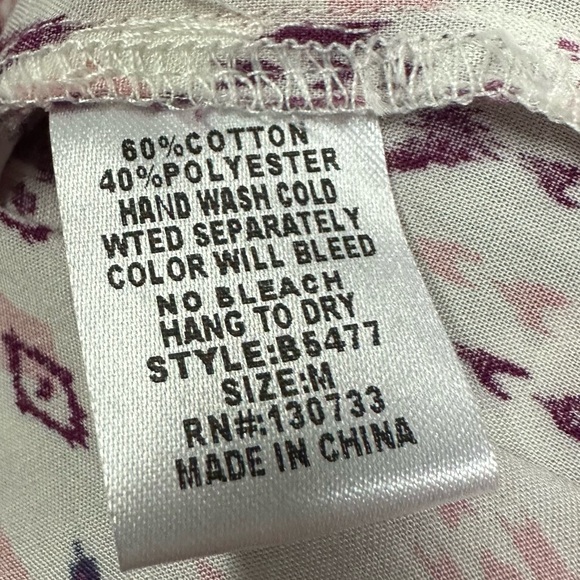 60%COTTON
40%POLYESTER
HAND WASH COLD
WTED SEPARATELY
COLOR WILL BLEED
NO BLEACH
HANG TO DRY
STYLE:B5477
SIZE:M
RN#:130733
MADE IN CHINA